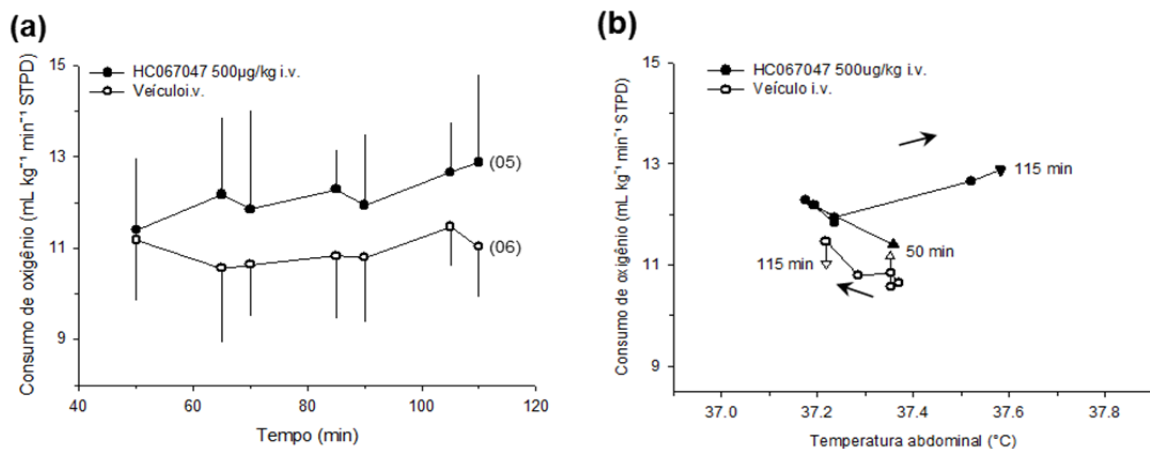 (a)
Consumo de oxigênio (mL kg⁻¹ min⁻¹ STPD)
15
13
11
9
HC067047 500µg/kg i.v.
Veículoi.v.
(05)
(06)
40
60
80
100
120
Tempo (min)
(b)
Consumo de oxigênio (mL kg⁻¹ min⁻¹ STPD)
15
13
11
9
HC067047 500ug/kg i.v.
Veículo i.v.
115 min
50 min
115 min
37.0
37.2
37.4
37.6
37.8
Temperatura abdominal (°C)